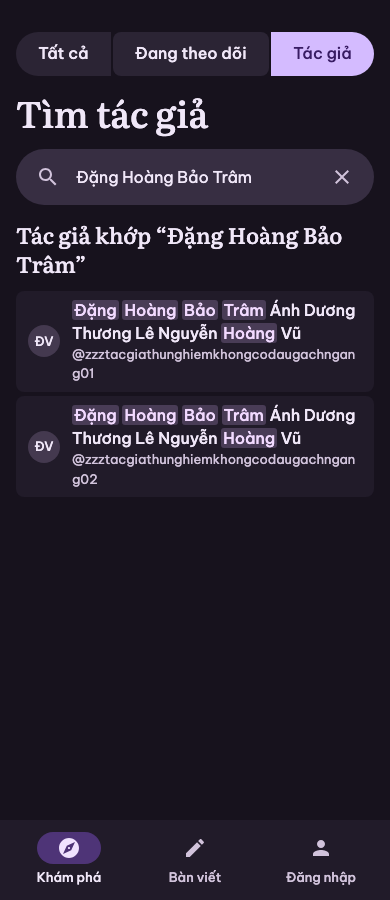 Tất cả
Đang theo dõi
Tác giả
Tìm tác giả
Đặng Hoàng Bảo Trâm
Tác giả khớp “Đặng Hoàng Bảo
Trâm”
ĐV
Đặng Hoàng Bảo Trâm Ánh Dương
Thương Lê Nguyễn Hoàng Vũ
@zzztacgiathunghiemkhongcodaugachngan
g01
ĐV
Đặng Hoàng Bảo Trâm Ánh Dương
Thương Lê Nguyễn Hoàng Vũ
@zzztacgiathunghiemkhongcodaugachngan
g02
Khám phá
Bàn viết
Đăng nhập